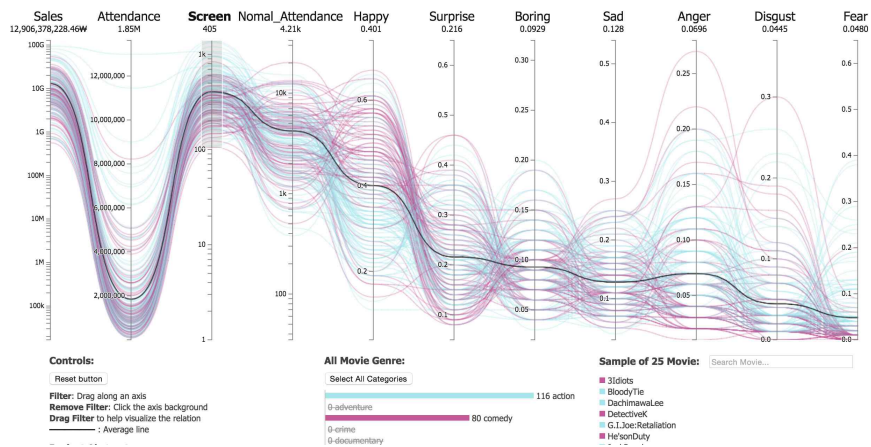 Sales Attendance Screen Nomal_Attendance Happy Surprise Boring Sad Anger Disgust Fear
12,906,378,228.46₩ 1.85M 405 4.21k 0.401 0.216 0.0929 0.128 0.0696 0.0445 0.0480
100G 10G 1G 100M 10M 1M 100k
12,000,000 10,000,000 8,000,000 6,000,000 4,000,000 2,000,000
1k 100 10 1
10k 1k 100
0.6 0.4 0.2
0.6 0.5 0.4 0.3 0.2 0.1
0.30 0.20 0.15 0.10 0.05
0.5 0.4 0.3 0.2 0.1
0.25 0.20 0.15 0.10 0.05
0.3 0.2 0.1
0.6 0.5 0.4 0.3 0.2 0.1 0.0
Controls:
Reset button
Filter: Drag along an axis
Remove Filter: Click the axis background
Drag Filter to help visualize the relation
: Average line
All Movie Genre:
Select All Categories
116 action
0 adventure
80 comedy
0 crime
0 documentary
Sample of 25 Movie:
Search Movie...
3Idiots
BloodyTie
DachimawaLee
DetectiveK
G.I.Joe:Retaliation
He'sonDuty